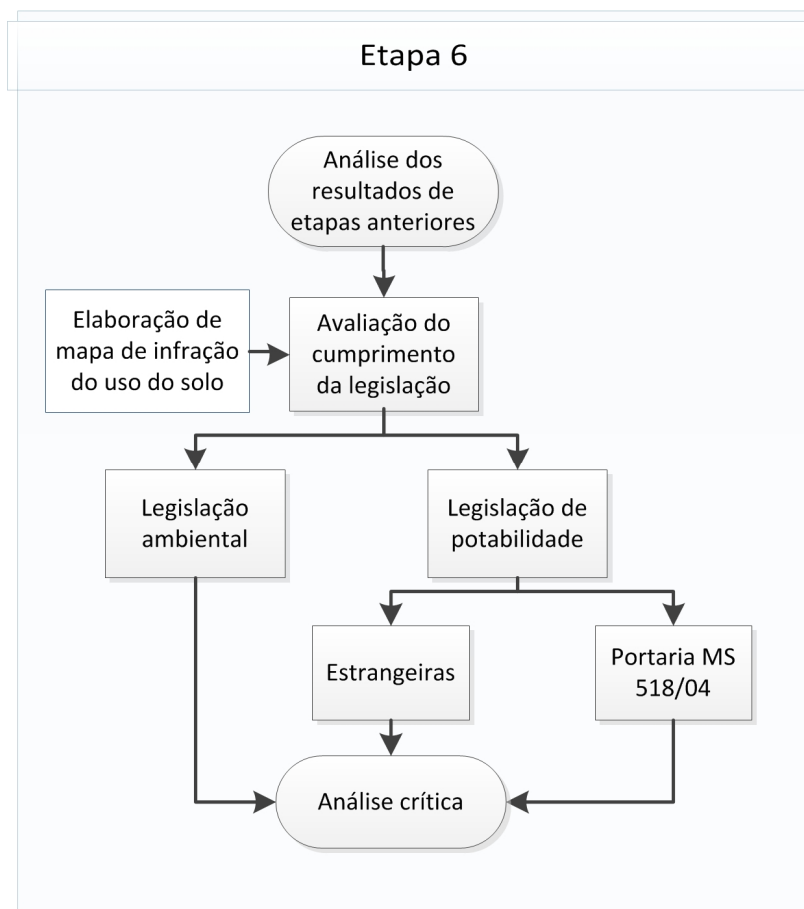 Etapa 6
Análise dos
resultados de
etapas anteriores
Elaboração de
mapa de infração
do uso do solo
Avaliação do
cumprimento
da legislação
Legislação
ambiental
Legislação de
potabilidade
Estrangeiras
Portaria MS
518/04
Análise crítica